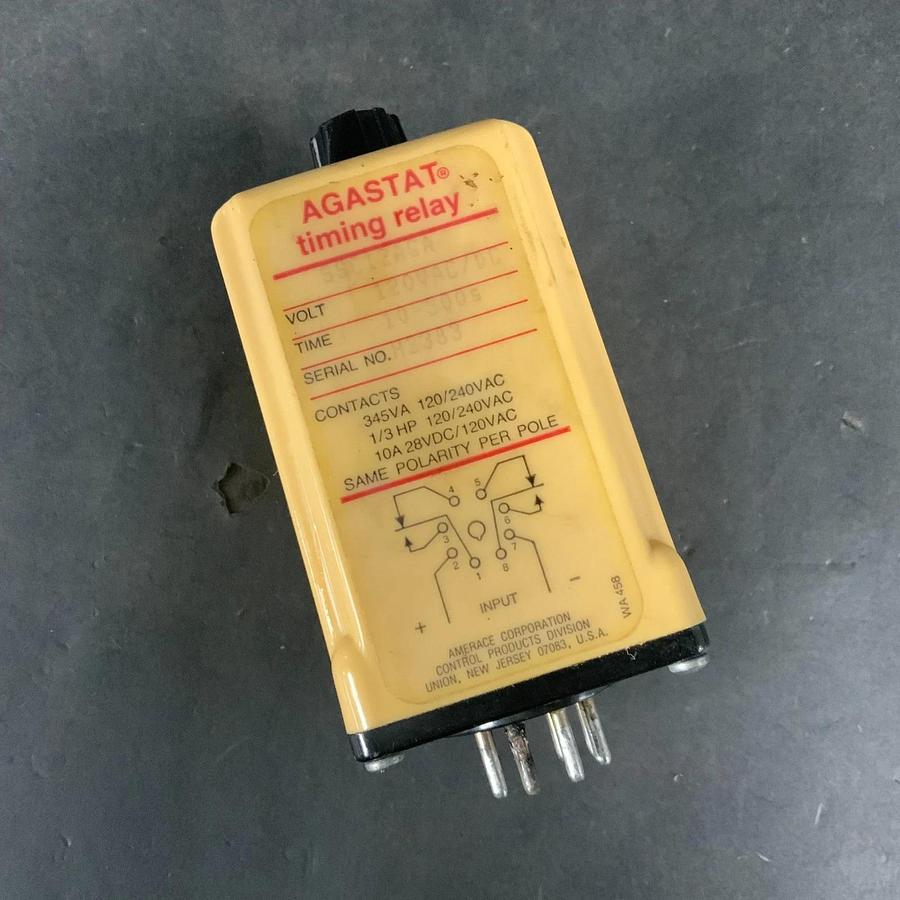 AGASTAT®
timing relay
VOLT 120VAC/DC
TIME
SERIAL NO.
CONTACTS
345VA 120/240VAC
1/3 HP 120/240VAC
10A 28VDC/120VAC
SAME POLARITY PER POLE
4 5
3 6
2 1 8 7
+ INPUT −
WA 458
AMERACE CORPORATION
CONTROL PRODUCTS DIVISION
UNION, NEW JERSEY 07083, U.S.A.